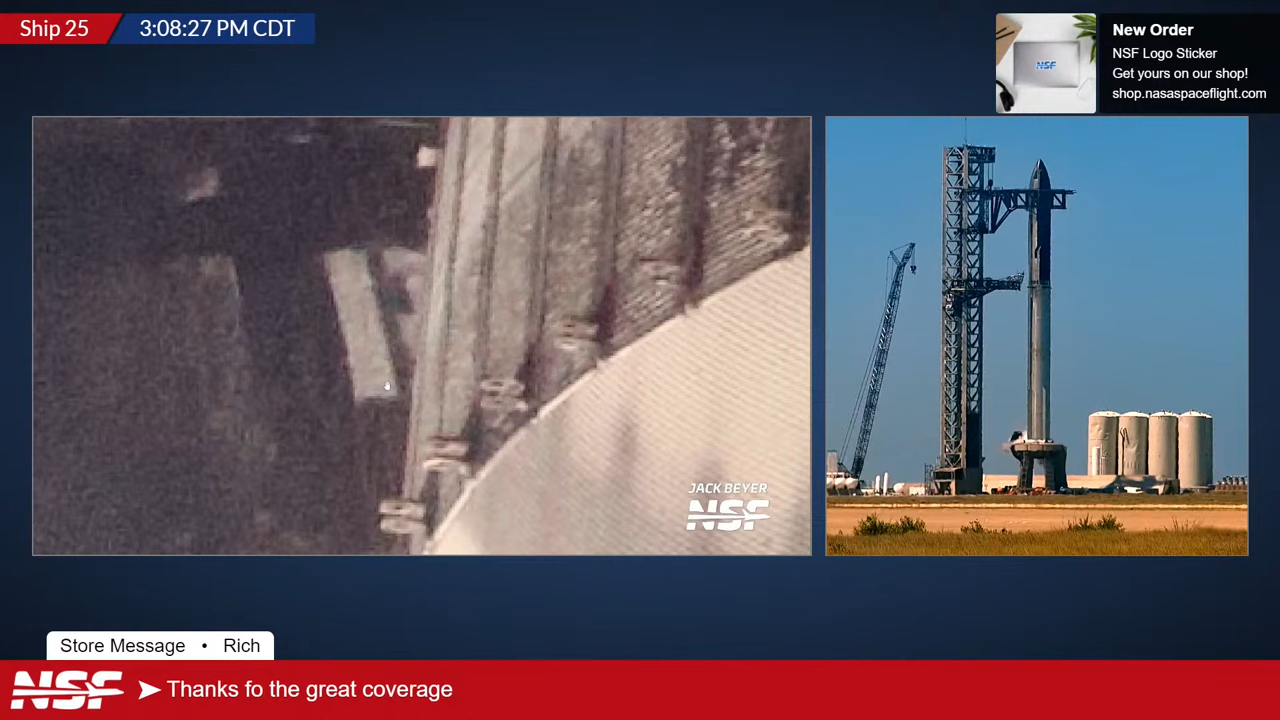 Ship 25
3:08:27 PM CDT
New Order
NSF Logo Sticker
Get yours on our shop!
shop.nasaspaceflight.com
NSF
JACK BEYER
NSF
Store Message • Rich
NSF
Thanks fo the great coverage